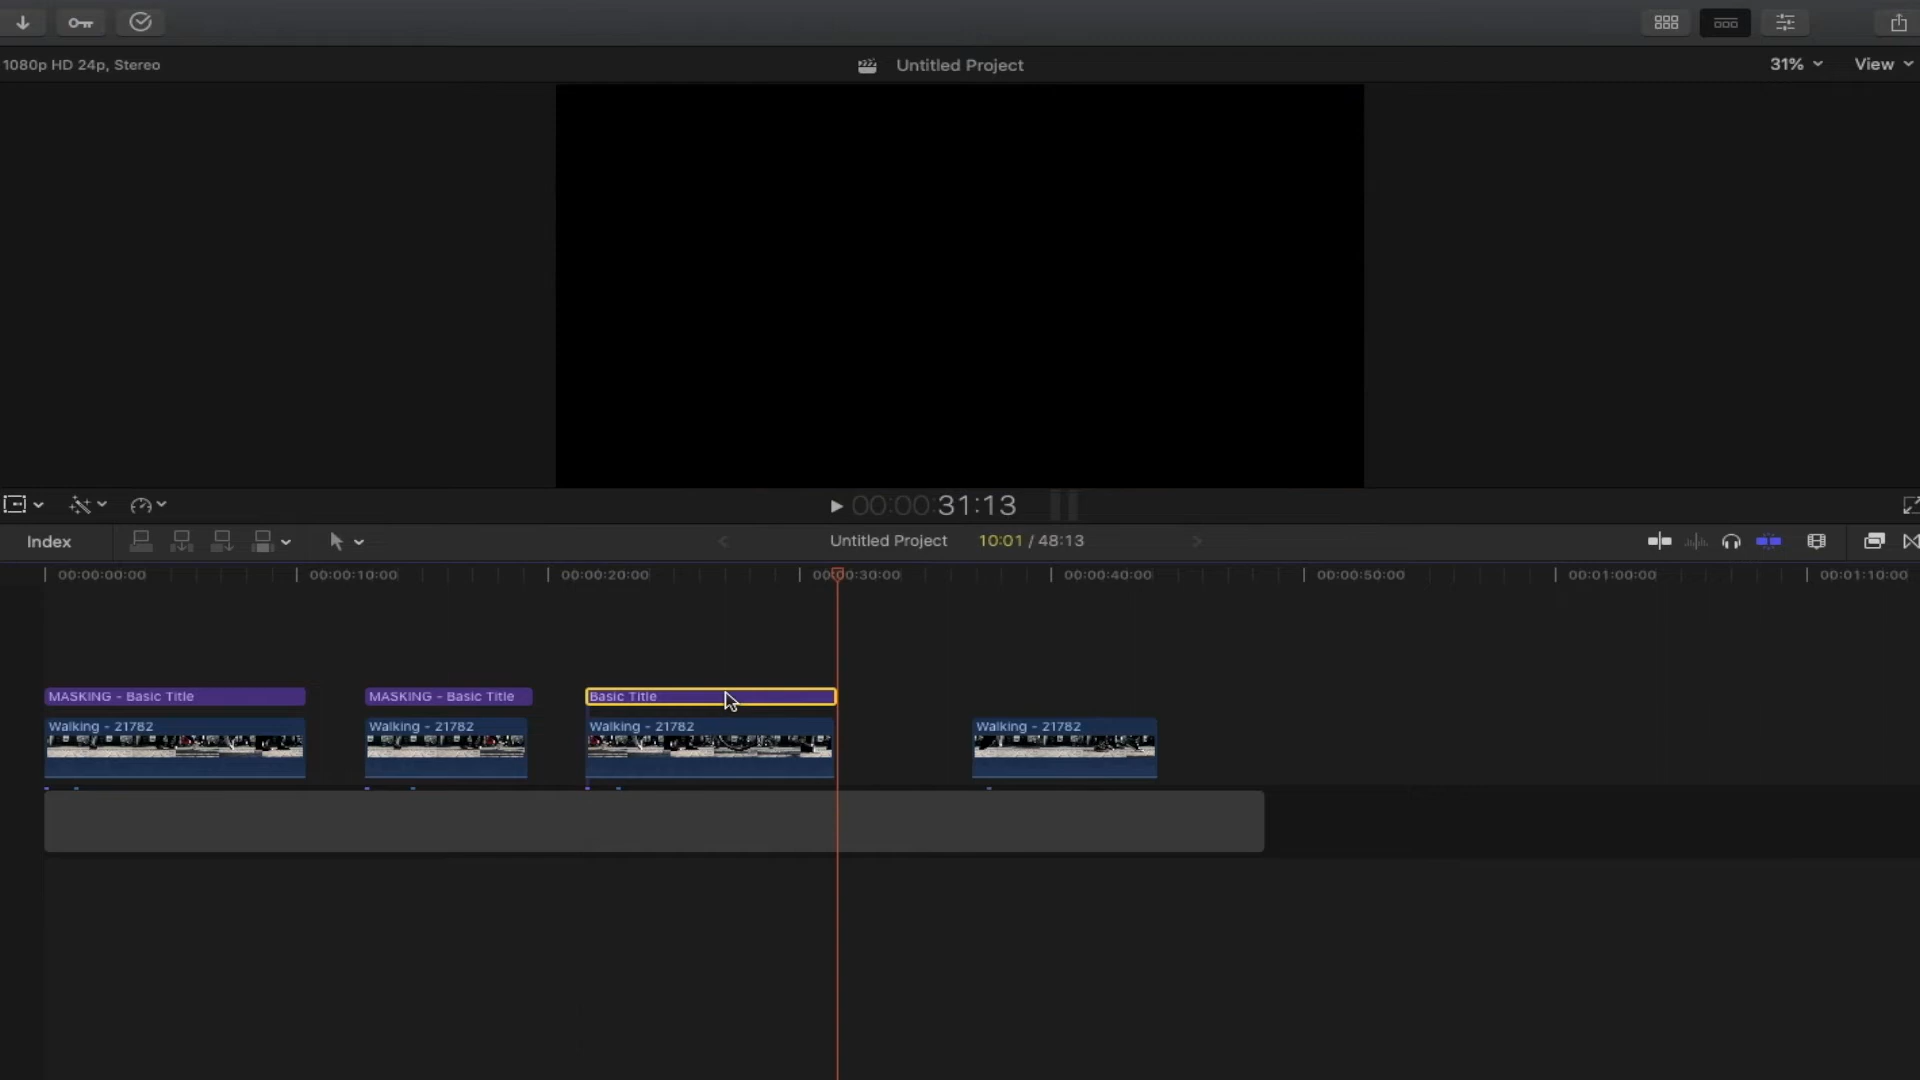 1080p HD 24p, Stereo
Untitled Project
31%
View
00:00:31:13
Index
Untitled Project
10:01 / 48:13
00:00:00:00
00:00:10:00
00:00:20:00
00:00:30:00
00:00:40:00
00:00:50:00
00:01:00:00
00:01:10:00
MASKING - Basic Title
MASKING - Basic Title
Basic Title
Walking - 21782
Walking - 21782
Walking - 21782
Walking - 21782